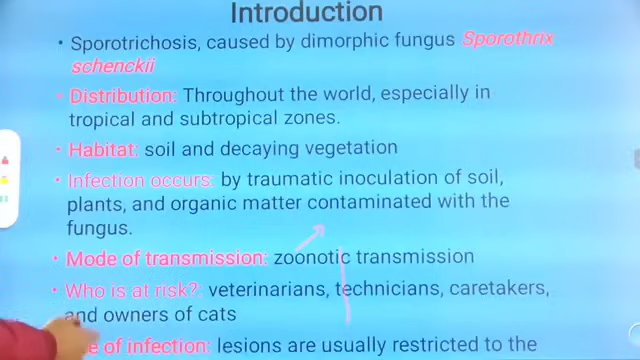 Introduction
• Sporotrichosis, caused by dimorphic fungus Sporothrix
schenckii
• Distribution: Throughout the world, especially in
tropical and subtropical zones.
• Habitat: soil and decaying vegetation
• Infection occurs: by traumatic inoculation of soil,
plants, and organic matter contaminated with the
fungus.
• Mode of transmission: zoonotic transmission
• Who is at risk?: veterinarians, technicians, caretakers,
and owners of cats
of infection: lesions are usually restricted to the